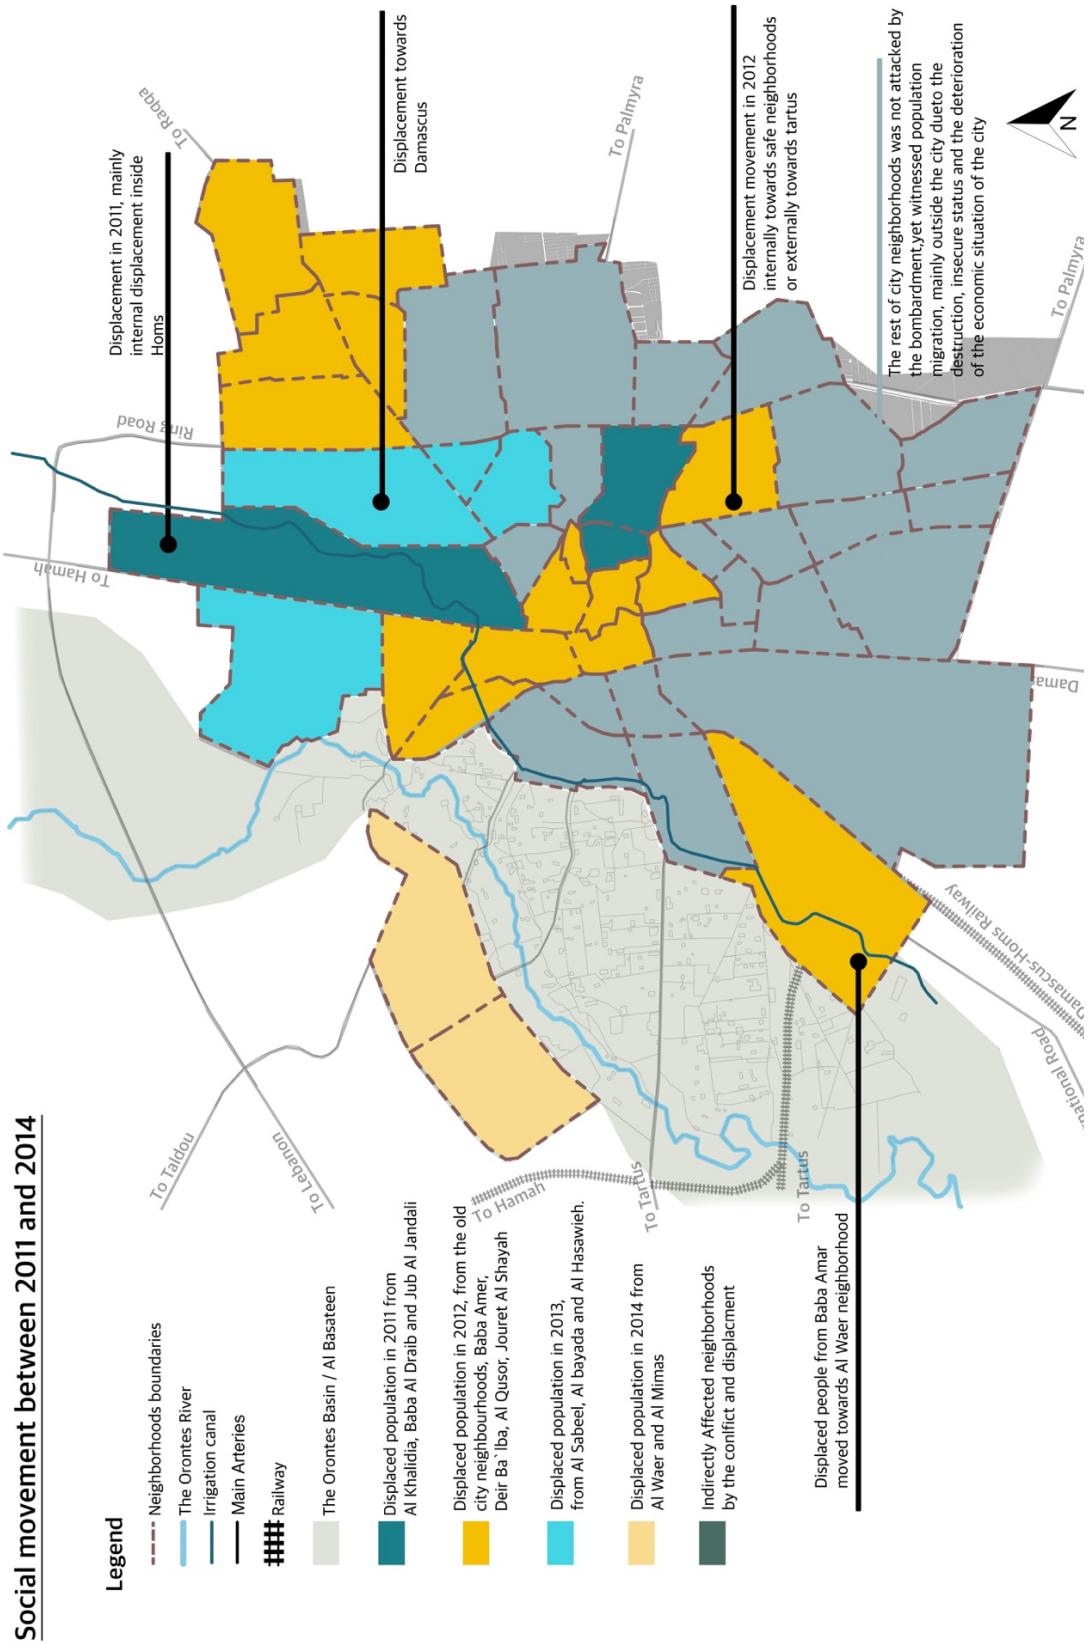 Social movement between 2011 and 2014
Legend
Neighborhoods boundaries
The Orontes River
Irrigation canal
Main Arteries
Railway
The Orontes Basin / Al Basateen
Displaced population in 2011 from
Al Khalidia, Baba Al Draib and Jub Al Jandali
Displaced population in 2012, from the old
city neighbourhoods, Baba Amer,
Deir Ba`lba, Al Qusor, Jouret Al Shayah
Displaced population in 2013,
from Al Sabeel, Al bayada and Al Hasawieh.
Displaced population in 2014 from
Al Waer and Al Mimas
Indirectly Affected neighborhoods
by the conlfict and displacment
Displaced people from Baba Amar
moved towards Al Waer neighborhood
To Taldou
To Lebanon
To Hamah
To Tartus
To Tartus
To Hamah
Ring Road
To Raqqa
To Palmyra
To Palmyra
Damas
Damascus-Homs Railway
rnational Road
Displacement in 2011, mainly
internal displacement inside
Homs
Displacement towards
Damascus
Displacement movement in 2012
internally towards safe neighborhoods
or externally towards tartus
The rest of city neighborhoods was not attacked by
the bombardment,yet witnessed population
migration, mainly outside the city dueto the
destruction, insecure status and the deterioration
of the economic situation of the city
N